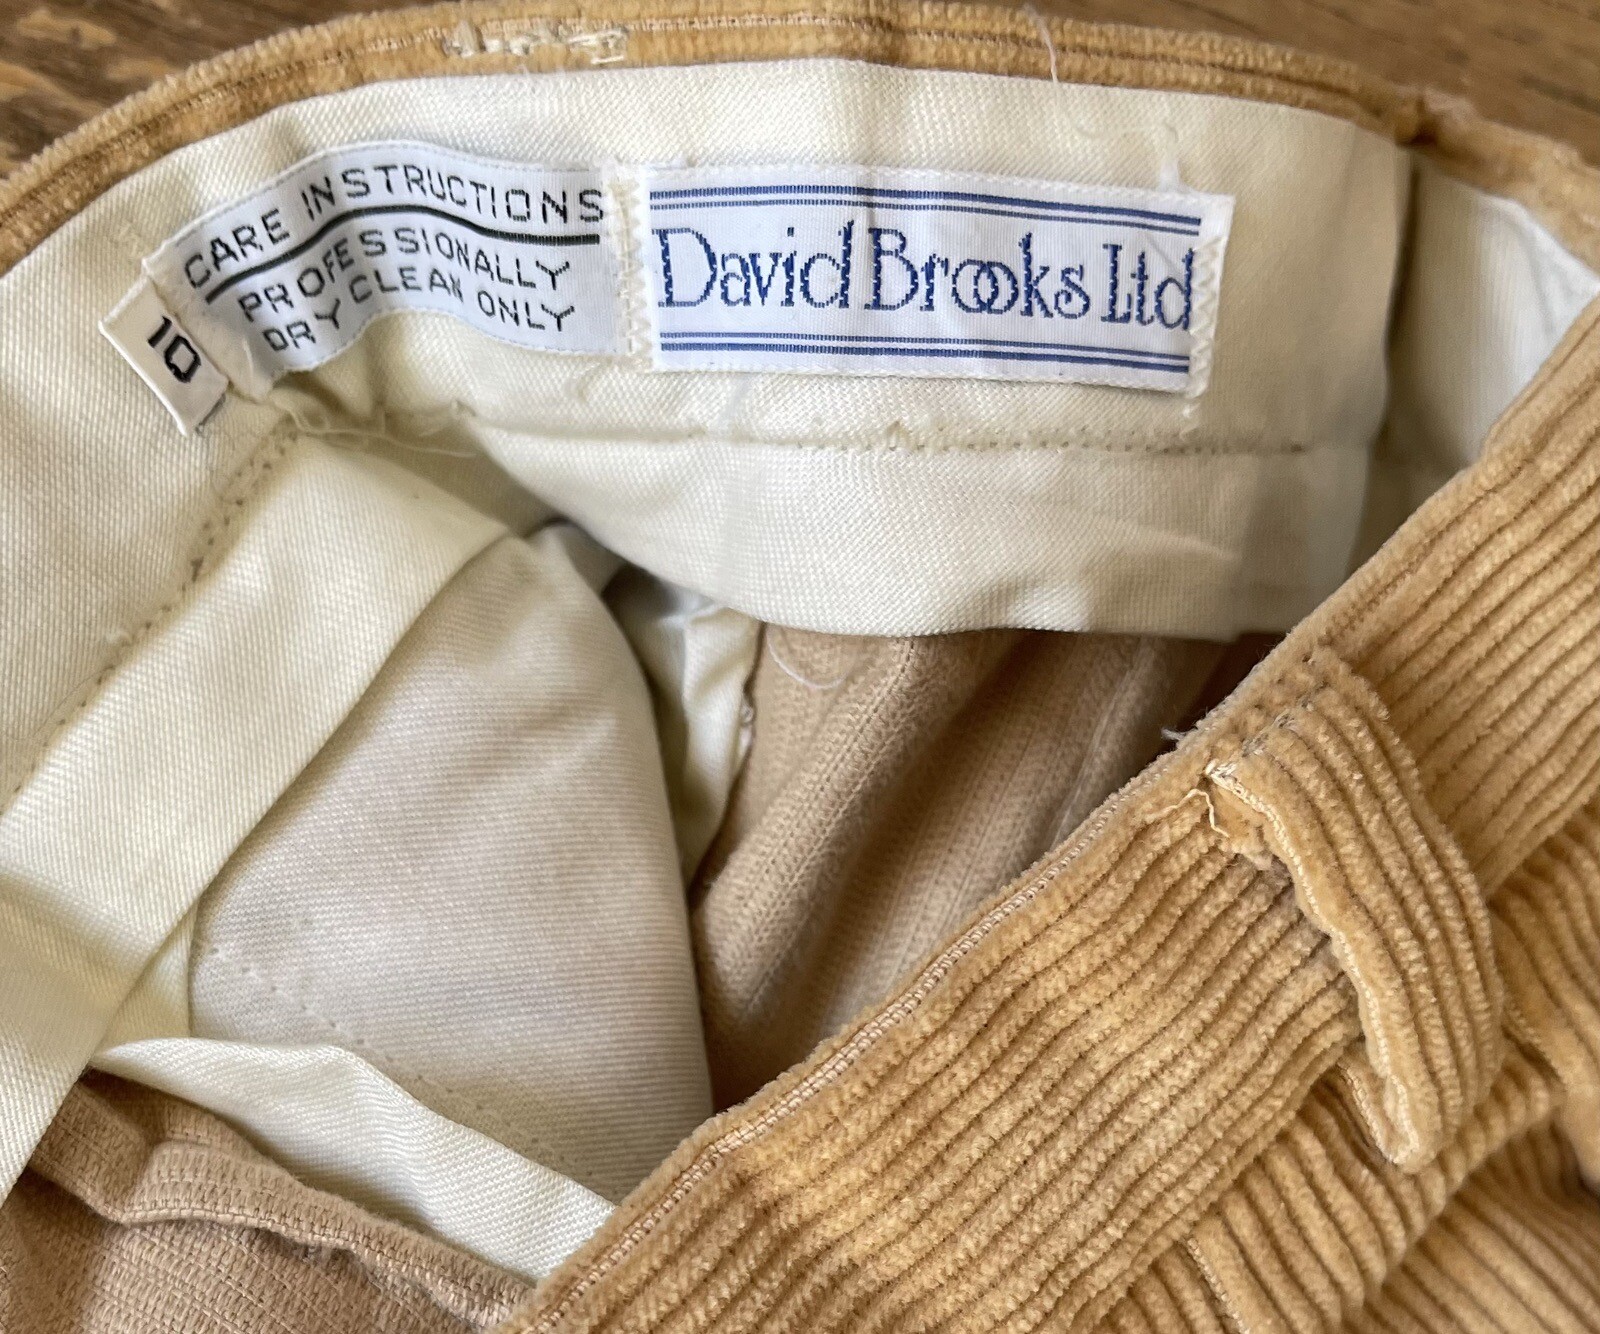 CARE INSTRUCTIONS
PROFESSIONALLY
DRY CLEAN ONLY
10
David Brooks Ltd